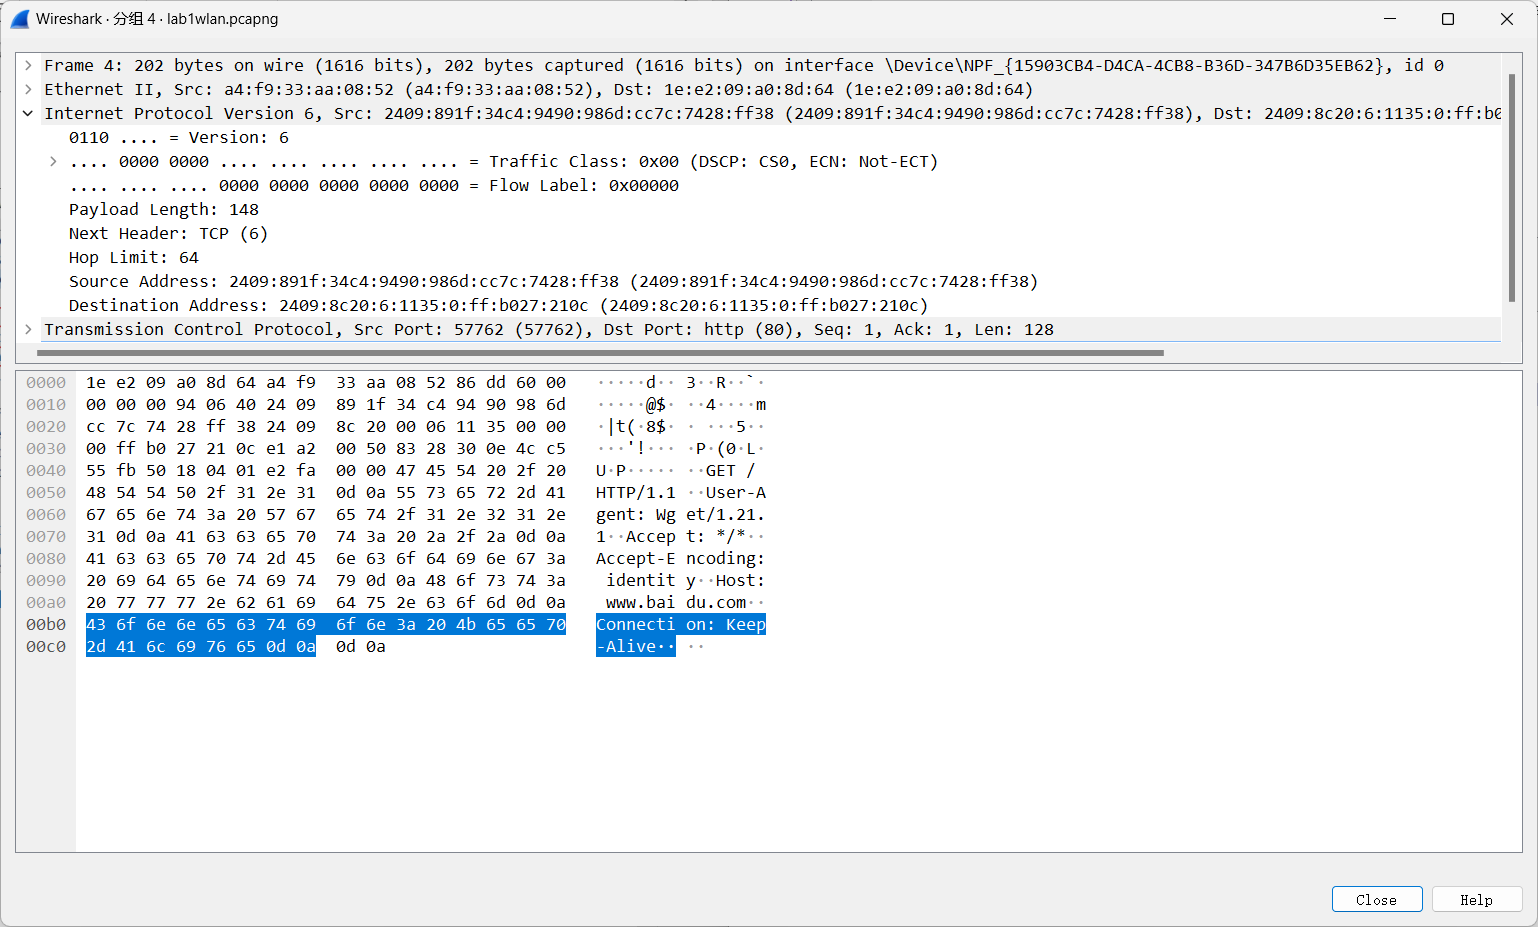 Wireshark · 分组 4 · lab1wlan.pcapng
Frame 4: 202 bytes on wire (1616 bits), 202 bytes captured (1616 bits) on interface \Device\NPF_{15903CB4-D4CA-4CB8-B36D-347B6D35EB62}, id 0
Ethernet II, Src: a4:f9:33:aa:08:52 (a4:f9:33:aa:08:52), Dst: 1e:e2:09:a0:8d:64 (1e:e2:09:a0:8d:64)
Internet Protocol Version 6, Src: 2409:891f:34c4:9490:986d:cc7c:7428:ff38 (2409:891f:34c4:9490:986d:cc7c:7428:ff38), Dst: 2409:8c20:6:1135:0:ff:b0
0110 .... = Version: 6
.... 0000 0000 .... .... .... .... .... = Traffic Class: 0x00 (DSCP: CS0, ECN: Not-ECT)
.... .... .... 0000 0000 0000 0000 0000 = Flow Label: 0x00000
Payload Length: 148
Next Header: TCP (6)
Hop Limit: 64
Source Address: 2409:891f:34c4:9490:986d:cc7c:7428:ff38 (2409:891f:34c4:9490:986d:cc7c:7428:ff38)
Destination Address: 2409:8c20:6:1135:0:ff:b027:210c (2409:8c20:6:1135:0:ff:b027:210c)
Transmission Control Protocol, Src Port: 57762 (57762), Dst Port: http (80), Seq: 1, Ack: 1, Len: 128
0000 1e e2 09 a0 8d 64 a4 f9 33 aa 08 52 86 dd 60 00 ·····d·· 3··R··`·
0010 00 00 00 94 06 40 24 09 89 1f 34 c4 94 90 98 6d ·····@$· ··4····m
0020 cc 7c 74 28 ff 38 24 09 8c 20 00 06 11 35 00 00 ·|t(·8$· · ···5··
0030 00 ff b0 27 21 0c e1 a2 00 50 83 28 30 0e 4c c5 ···'!··· ·P·(0·L·
0040 55 fb 50 18 04 01 e2 fa 00 00 47 45 54 20 2f 20 U·P····· ··GET /
0050 48 54 54 50 2f 31 2e 31 0d 0a 55 73 65 72 2d 41 HTTP/1.1 ··User-A
0060 67 65 6e 74 3a 20 57 67 65 74 2f 31 2e 32 31 2e gent: Wg et/1.21.
0070 31 0d 0a 41 63 63 65 70 74 3a 20 2a 2f 2a 0d 0a 1··Accep t: */*··
0080 41 63 63 65 70 74 2d 45 6e 63 6f 64 69 6e 67 3a Accept-E ncoding:
0090 20 69 64 65 6e 74 69 74 79 0d 0a 48 6f 73 74 3a identit y··Host:
00a0 20 77 77 77 2e 62 61 69 64 75 2e 63 6f 6d 0d 0a www.bai du.com··
00b0 43 6f 6e 6e 65 63 74 69 6f 6e 3a 20 4b 65 65 70 Connecti on: Keep
00c0 2d 41 6c 69 76 65 0d 0a 0d 0a -Alive·· ··
Close
Help